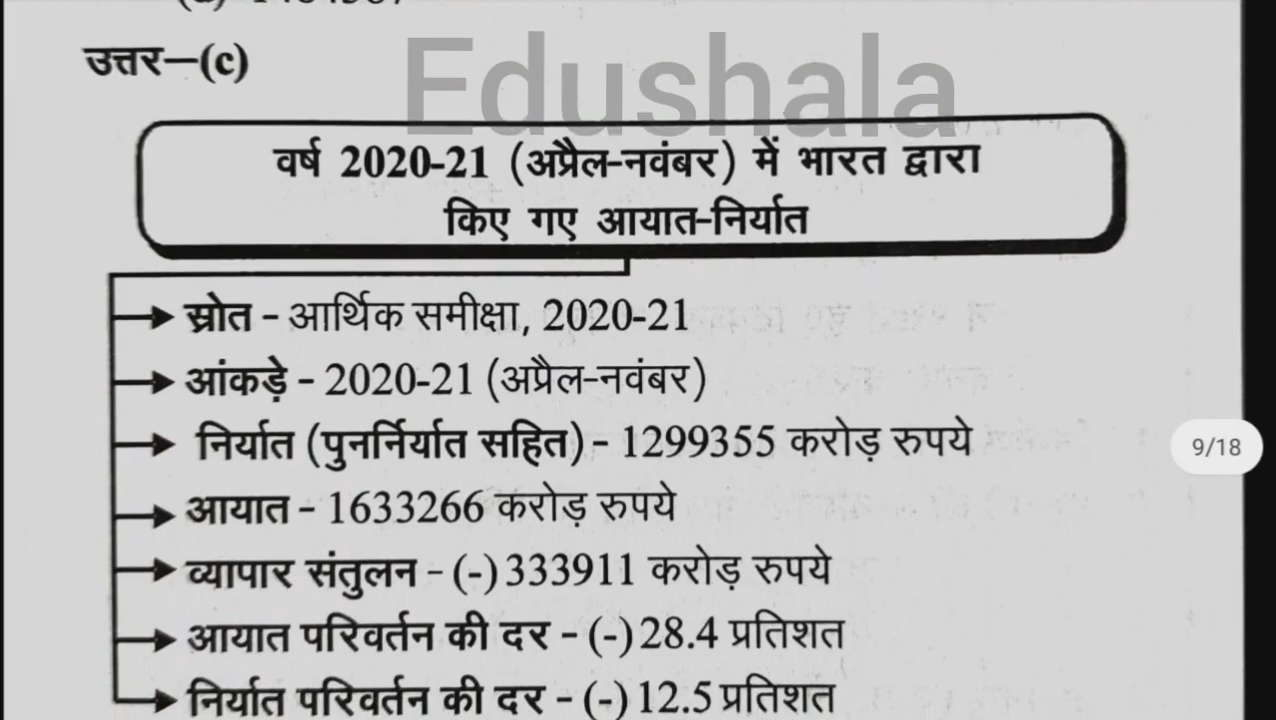 उत्तर–(c)
Edushala
वर्ष 2020-21 (अप्रैल-नवंबर) में भारत द्वारा
किए गए आयात-निर्यात
स्रोत - आर्थिक समीक्षा, 2020-21
आंकड़े - 2020-21 (अप्रैल-नवंबर)
निर्यात (पुनर्निर्यात सहित) - 1299355 करोड़ रुपये
9/18
आयात - 1633266 करोड़ रुपये
व्यापार संतुलन - (-) 333911 करोड़ रुपये
आयात परिवर्तन की दर - (-) 28.4 प्रतिशत
निर्यात परिवर्तन की दर - (-) 12.5 प्रतिशत